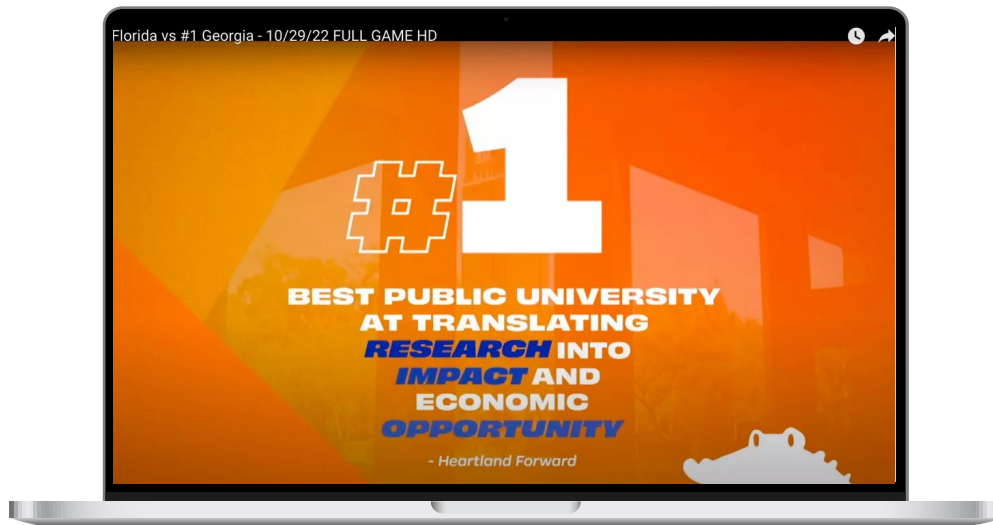 Florida vs #1 Georgia - 10/29/22 FULL GAME HD
#1
BEST PUBLIC UNIVERSITY
AT TRANSLATING
RESEARCH INTO
IMPACT AND
ECONOMIC
OPPORTUNITY
- Heartland Forward